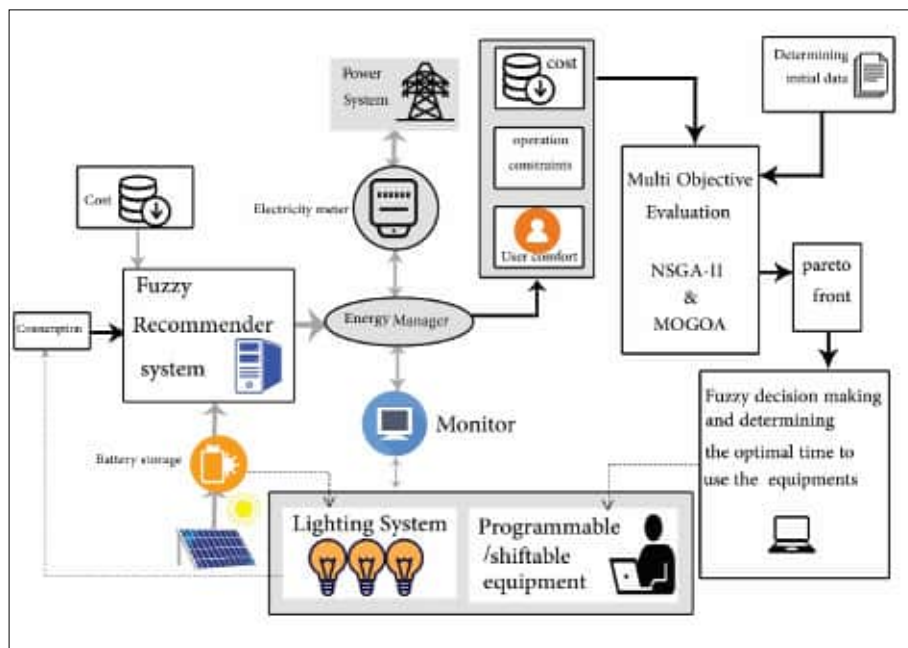 Power
System
cost
Determining
initial data
operation
constraints
User comfort
Multi Objective
Evaluation
NSGA-II
&
MOGOA
Cost
Electricity meter
Fuzzy
Recommender
system
Energy Manager
pareto
front
Consumption
Monitor
Battery storage
Fuzzy decision making
and determining
the optimal time to
use the equipments
Lighting System
Programmable
/shiftable
equipment